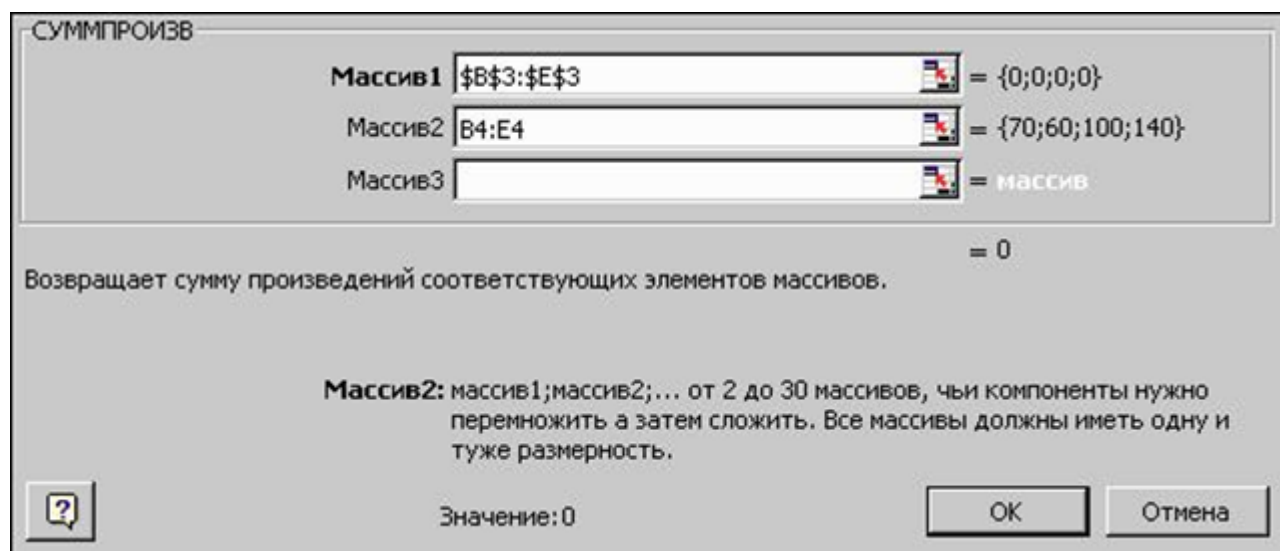 СУММПРОИЗВ
Массив1 $B$3:$E$3 = {0;0;0;0}
Массив2 B4:E4 = {70;60;100;140}
Массив3 = массив
= 0
Возвращает сумму произведений соответствующих элементов массивов.
Массив2: массив1;массив2;... от 2 до 30 массивов, чьи компоненты нужно
перемножить а затем сложить. Все массивы должны иметь одну и
туже размерность.
? Значение:0 OK Отмена